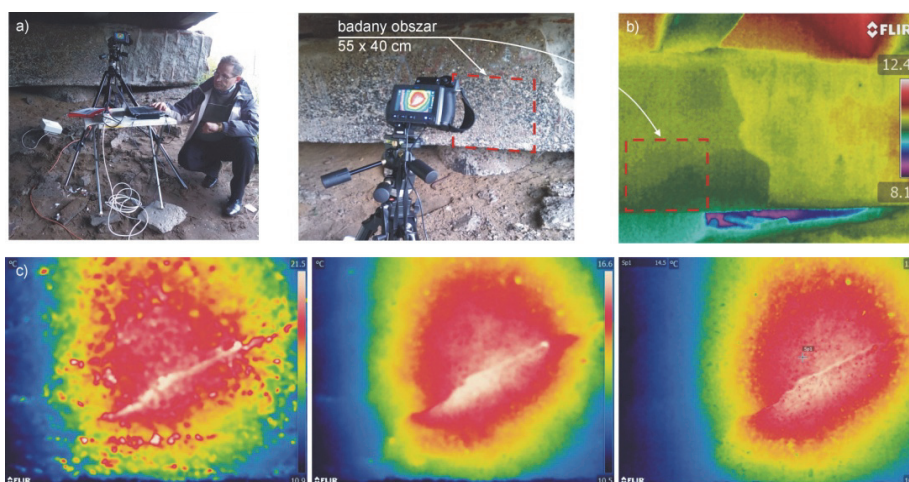 a)
badany obszar
55 x 40 cm
b)
FLIR
12.4
8.1
c)
°C
21.5
10.9
FLIR
°C
16.6
10.5
FLIR
Sp1 14.5 °C
Sp1
FLIR